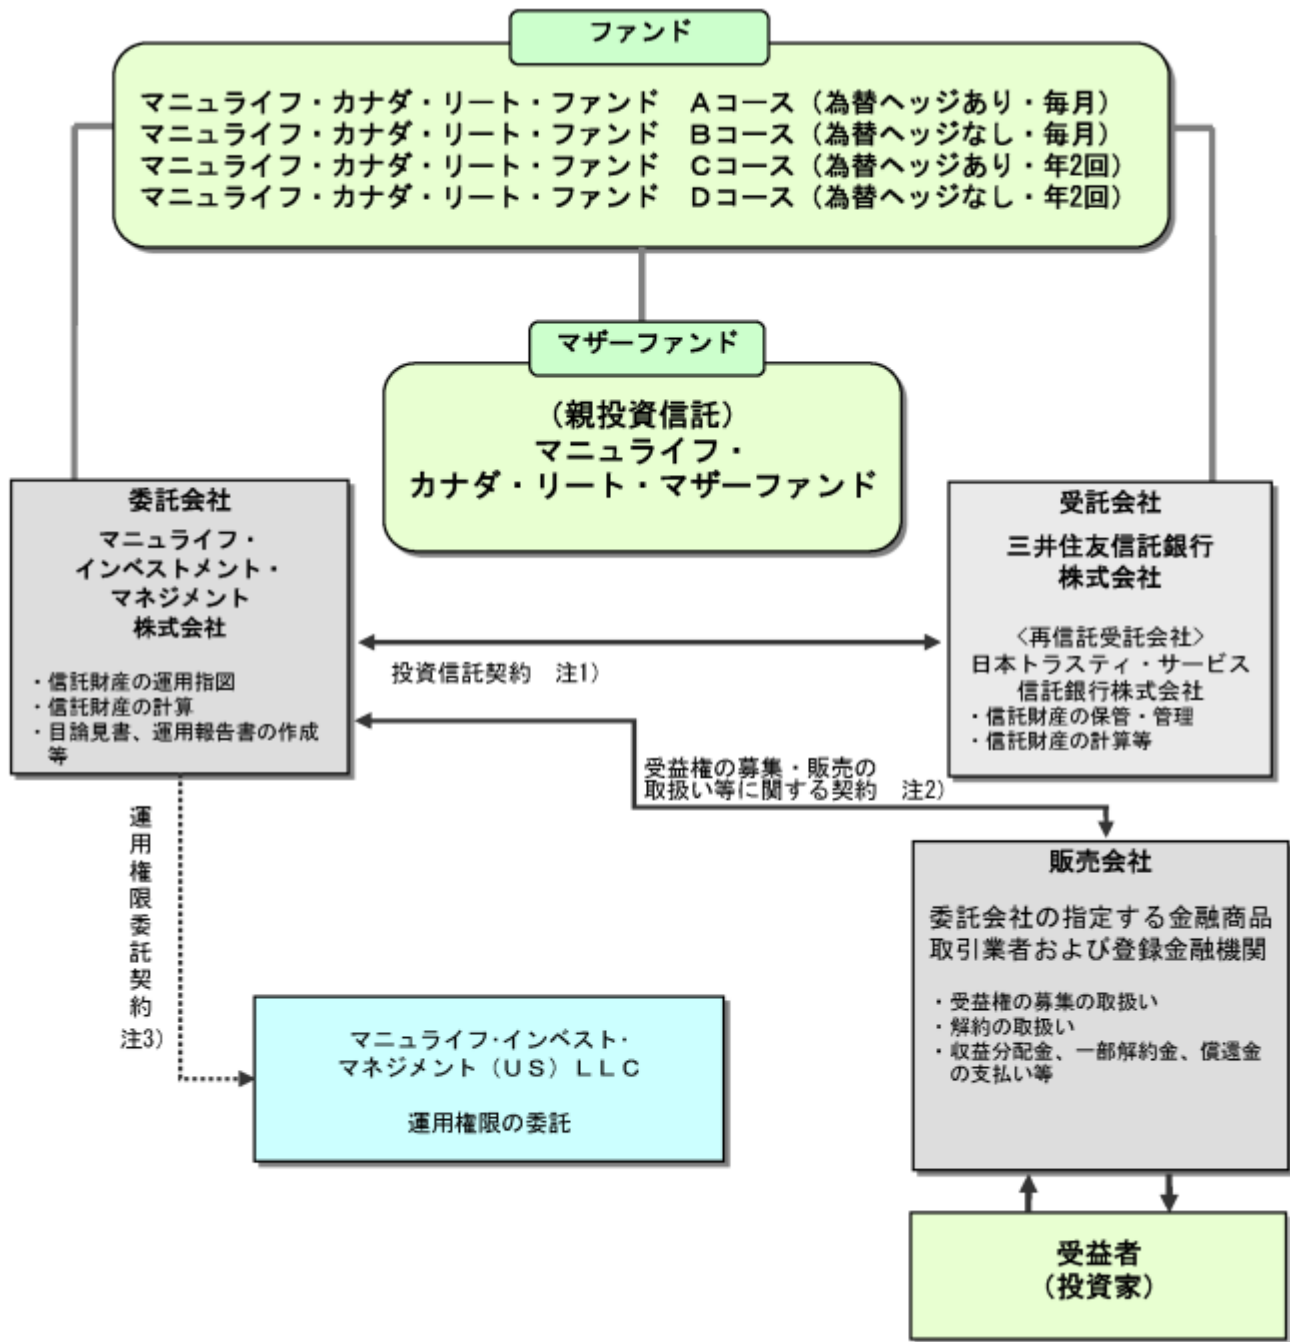 ファンド
マニュライフ・カナダ・リート・ファンド　Aコース（為替ヘッジあり・毎月）
マニュライフ・カナダ・リート・ファンド　Bコース（為替ヘッジなし・毎月）
マニュライフ・カナダ・リート・ファンド　Cコース（為替ヘッジあり・年2回）
マニュライフ・カナダ・リート・ファンド　Dコース（為替ヘッジなし・年2回）
マザーファンド
（親投資信託）
マニュライフ・
カナダ・リート・マザーファンド
委託会社
マニュライフ・
インベストメント・
マネジメント
株式会社
・信託財産の運用指図
・信託財産の計算
・目論見書、運用報告書の作成
等
投資信託契約　注1）
受託会社
三井住友信託銀行
株式会社
＜再信託受託会社＞
日本トラスティ・サービス
信託銀行株式会社
・信託財産の保管・管理
・信託財産の計算等
受益権の募集・販売の
取扱い等に関する契約　注2）
運用権限委託契約
注3）
マニュライフ・インベスト・
マネジメント（US）LLC
運用権限の委託
販売会社
委託会社の指定する金融商品
取引業者および登録金融機関
・受益権の募集の取扱い
・解約の取扱い
・収益分配金、一部解約金、償還金
の支払い等
受益者
（投資家）